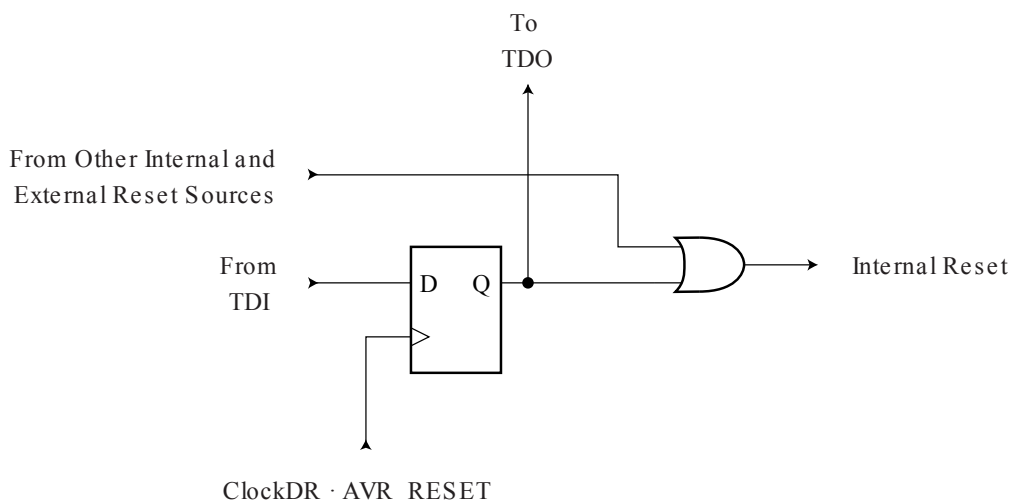 To
TDO
From Other Internal and
External Reset Sources
From
TDI
D
Q
Internal Reset
ClockDR · AVR_RESET